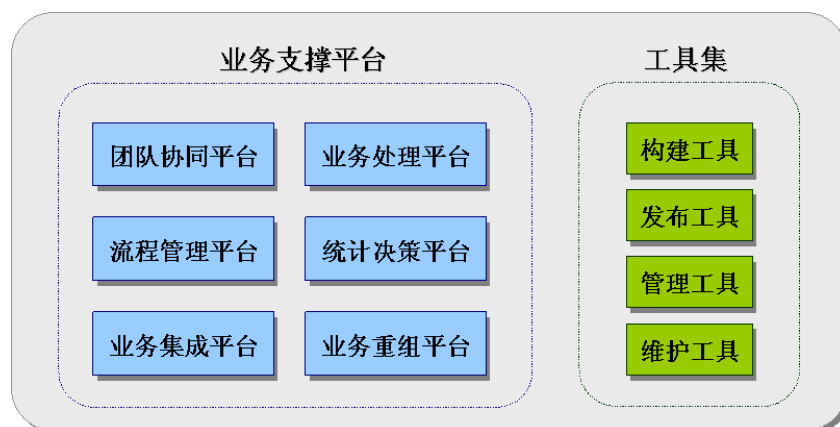 业务支撑平台
工具集
团队协同平台
业务处理平台
流程管理平台
统计决策平台
业务集成平台
业务重组平台
构建工具
发布工具
管理工具
维护工具